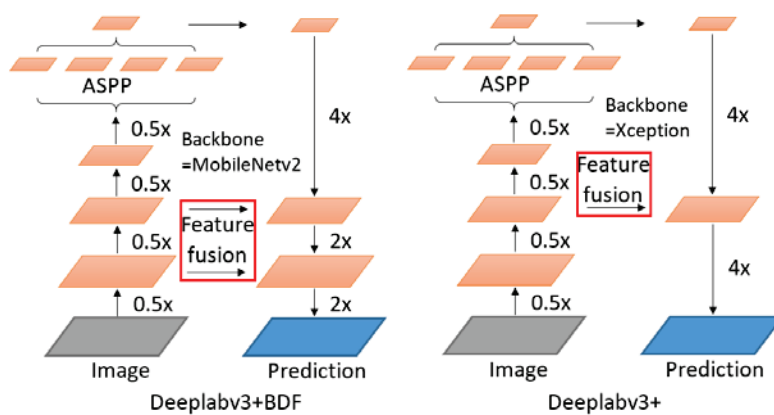 ASPP
0.5x
Backbone
=MobileNetv2
4x
0.5x
0.5x
Feature
fusion
2x
0.5x
2x
Image
Prediction
Deeplabv3+BDF
ASPP
0.5x
Backbone
=Xception
4x
0.5x
Feature
fusion
0.5x
4x
0.5x
Image
Prediction
Deeplabv3+